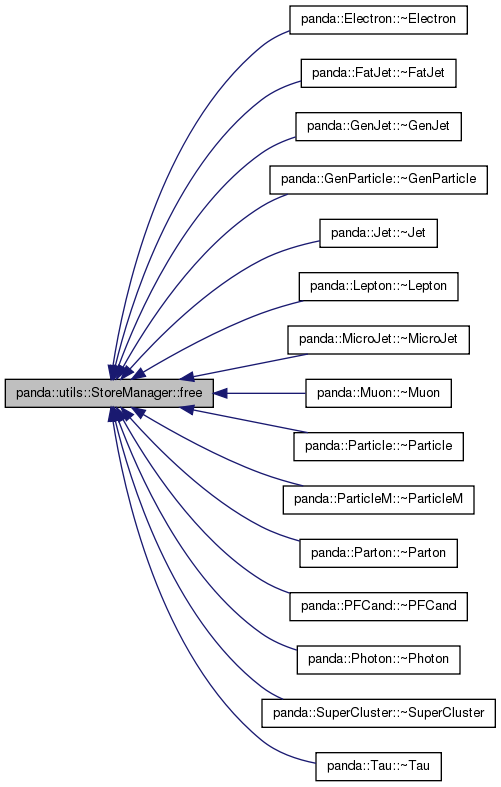 panda::Electron::~Electron
panda::FatJet::~FatJet
panda::GenJet::~GenJet
panda::GenParticle::~GenParticle
panda::Jet::~Jet
panda::Lepton::~Lepton
panda::MicroJet::~MicroJet
panda::utils::StoreManager::free
panda::Muon::~Muon
panda::Particle::~Particle
panda::ParticleM::~ParticleM
panda::Parton::~Parton
panda::PFCand::~PFCand
panda::Photon::~Photon
panda::SuperCluster::~SuperCluster
panda::Tau::~Tau